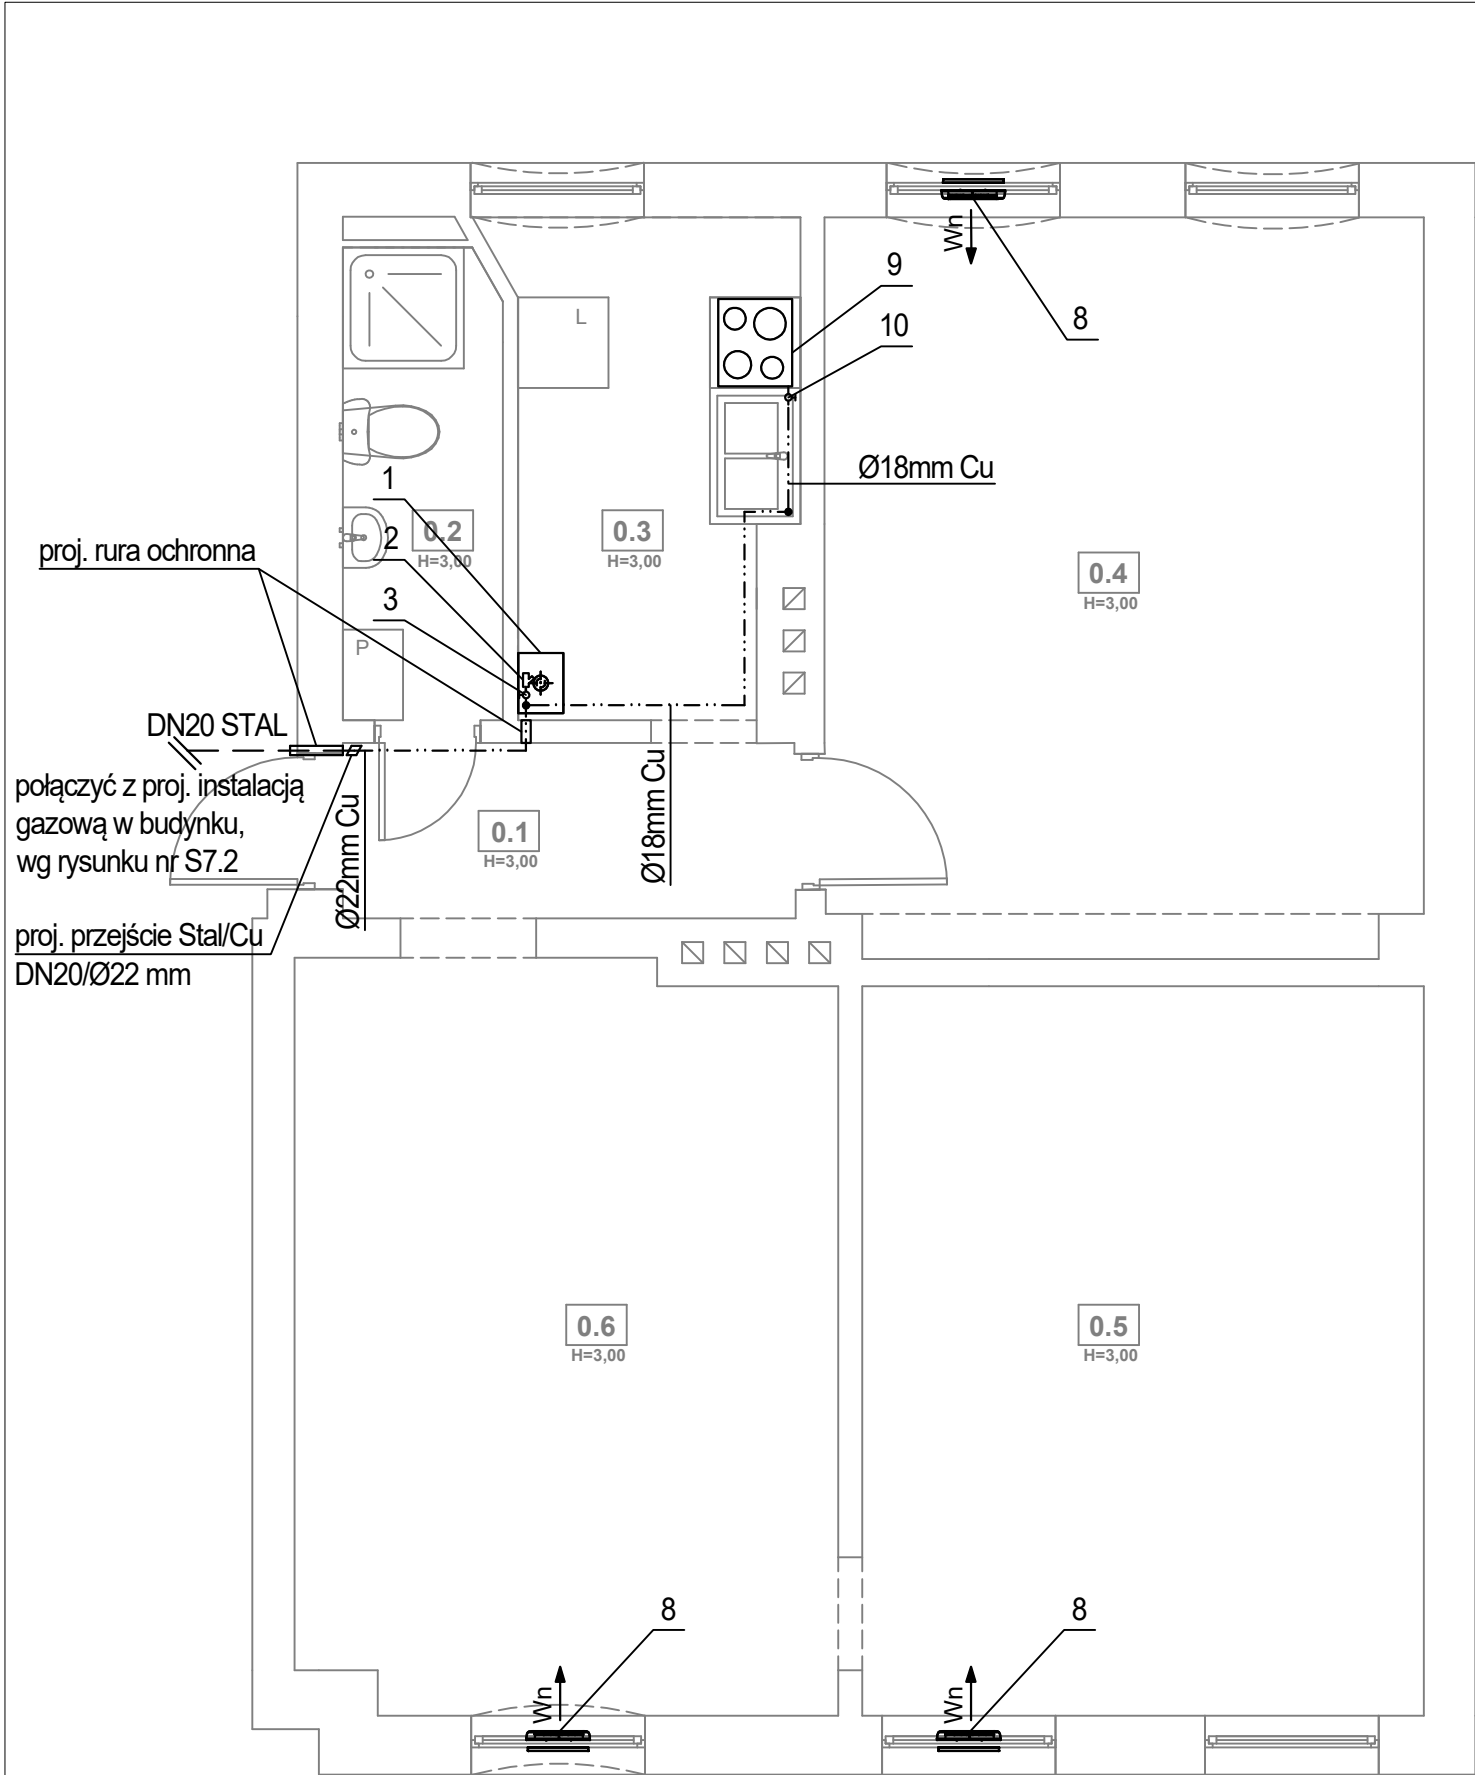 Wn
9
10
8
L
Ø18mm Cu
1
2
3
0.2
H=3,00
0.3
H=3,00
0.4
H=3,00
proj. rura ochronna
P
DN20 STAL
połączyć z proj. instalacją
gazową w budynku,
wg rysunku nr S7.2
Ø22mm Cu
0.1
H=3,00
Ø18mm Cu
proj. przejście Stal/Cu
DN20/Ø22 mm
0.6
H=3,00
0.5
H=3,00
8
8
Wn
Wn